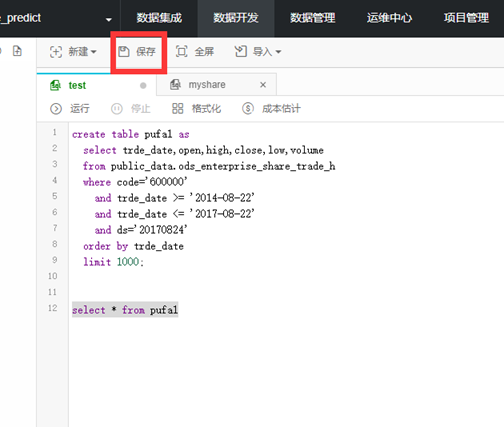 e_predict 数据集成 数据开发 数据管理 运维中心 项目管理
新建 保存 全屏 导入
test myshare ×
运行 停止 格式化 成本估计
1 create table pufa1 as
2 select trde_date,open,high,close,low,volume
3 from public_data.ods_enterprise_share_trade_h
4 where code='600000'
5 and trde_date >= '2014-08-22'
6 and trde_date <= '2017-08-22'
7 and ds='20170824'
8 order by trde_date
9 limit 1000;
10
11
12 select * from pufa1